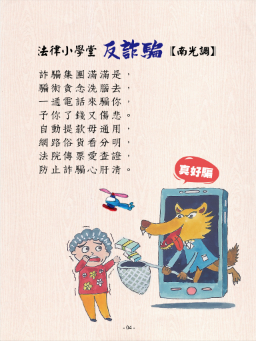 法律小學堂 反詐騙【南光調】
詐騙集團滿滿是，
騙術貪念洗腦去，
一通電話來騙你，
予你了錢又傷悲。
自動提款毋通用，
網路俗貨看分明，
法院傳票愛查證，
防止詐騙心肝清。
真好騙
- 04 -